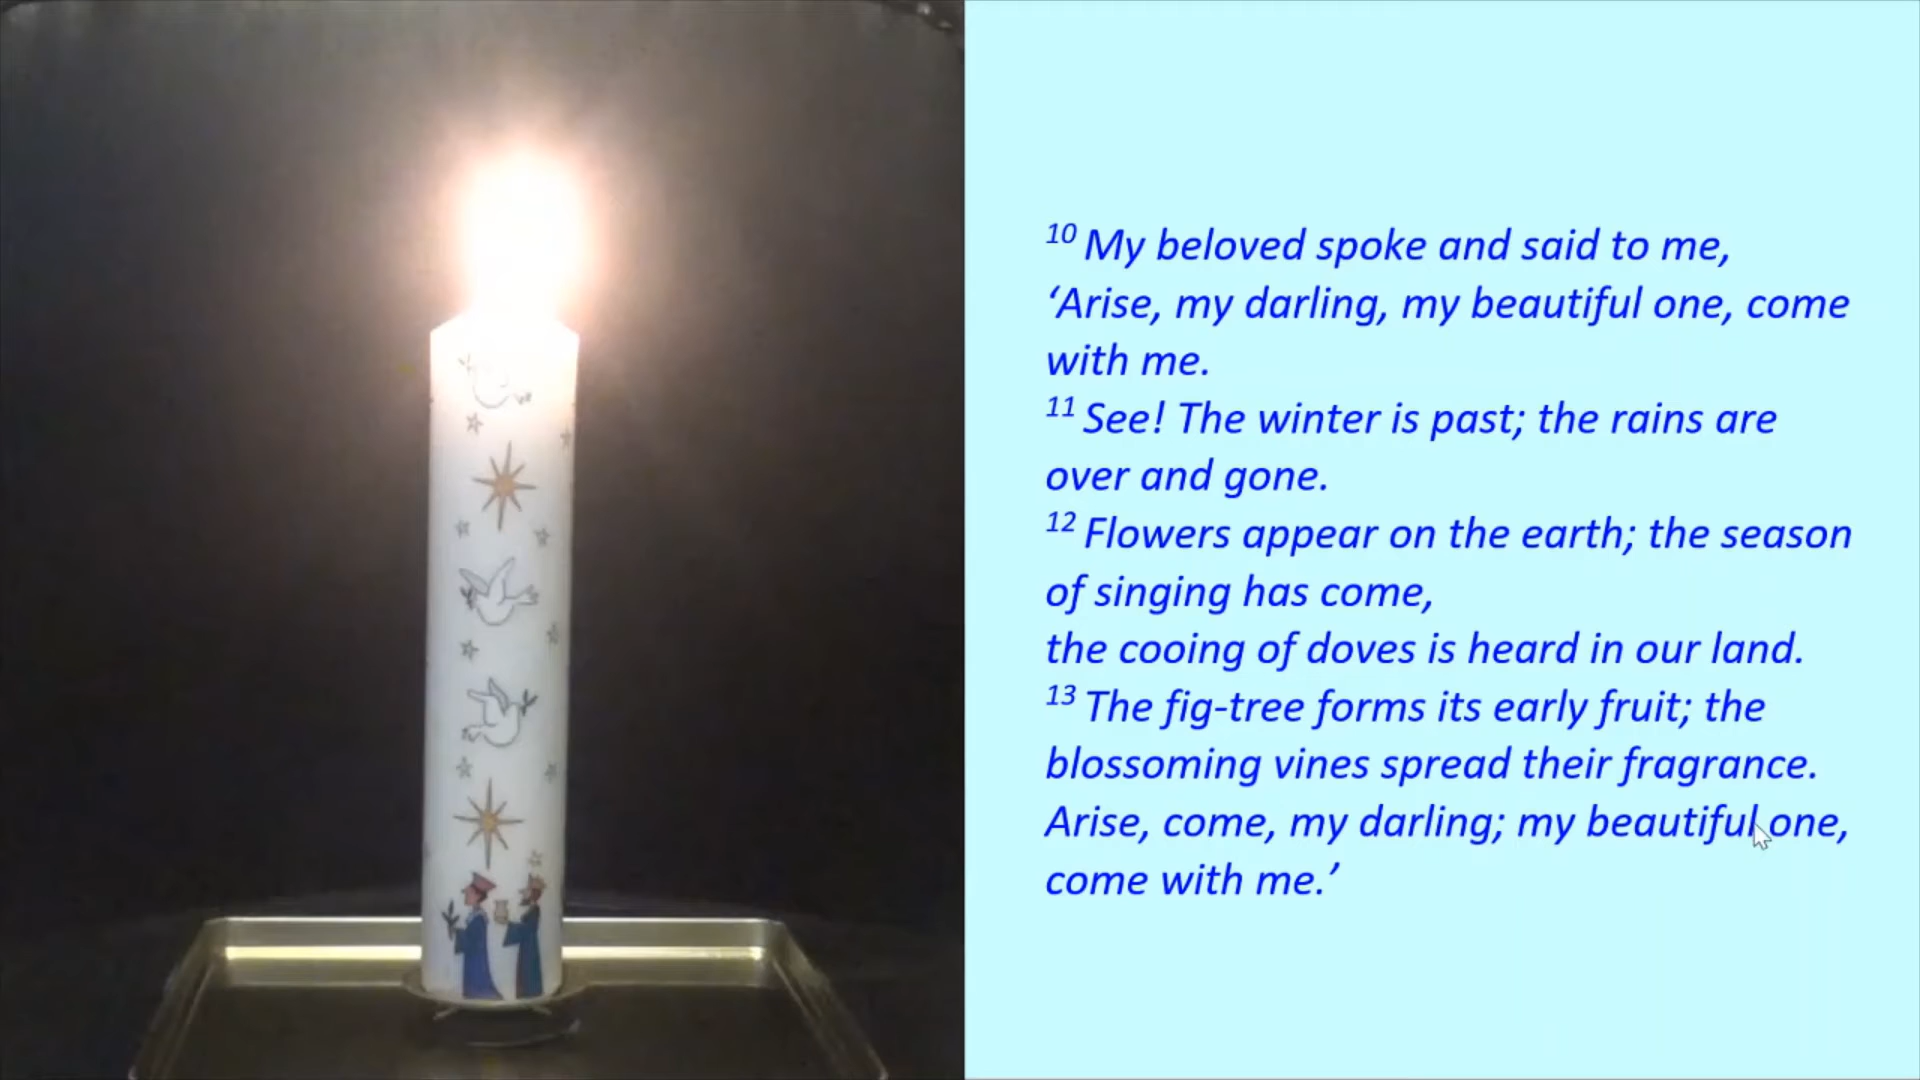 10 My beloved spoke and said to me,
‘Arise, my darling, my beautiful one, come
with me.
11 See! The winter is past; the rains are
over and gone.
12 Flowers appear on the earth; the season
of singing has come,
the cooing of doves is heard in our land.
13 The fig-tree forms its early fruit; the
blossoming vines spread their fragrance.
Arise, come, my darling; my beautiful one,
come with me.’